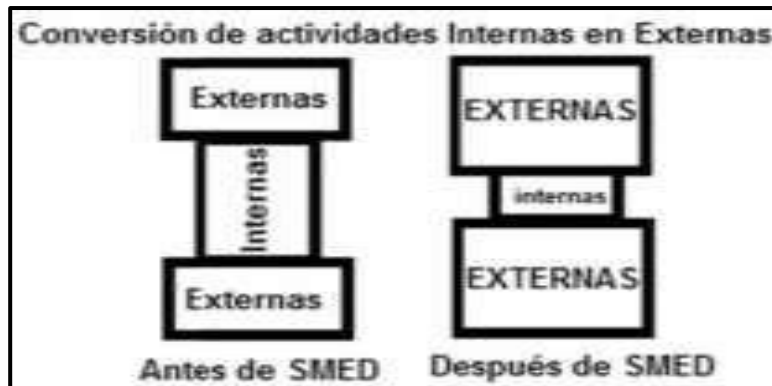 Conversión de actividades Internas en Externas
Externas
Internas
Externas
Antes de SMED
EXTERNAS
internas
EXTERNAS
Después de SMED